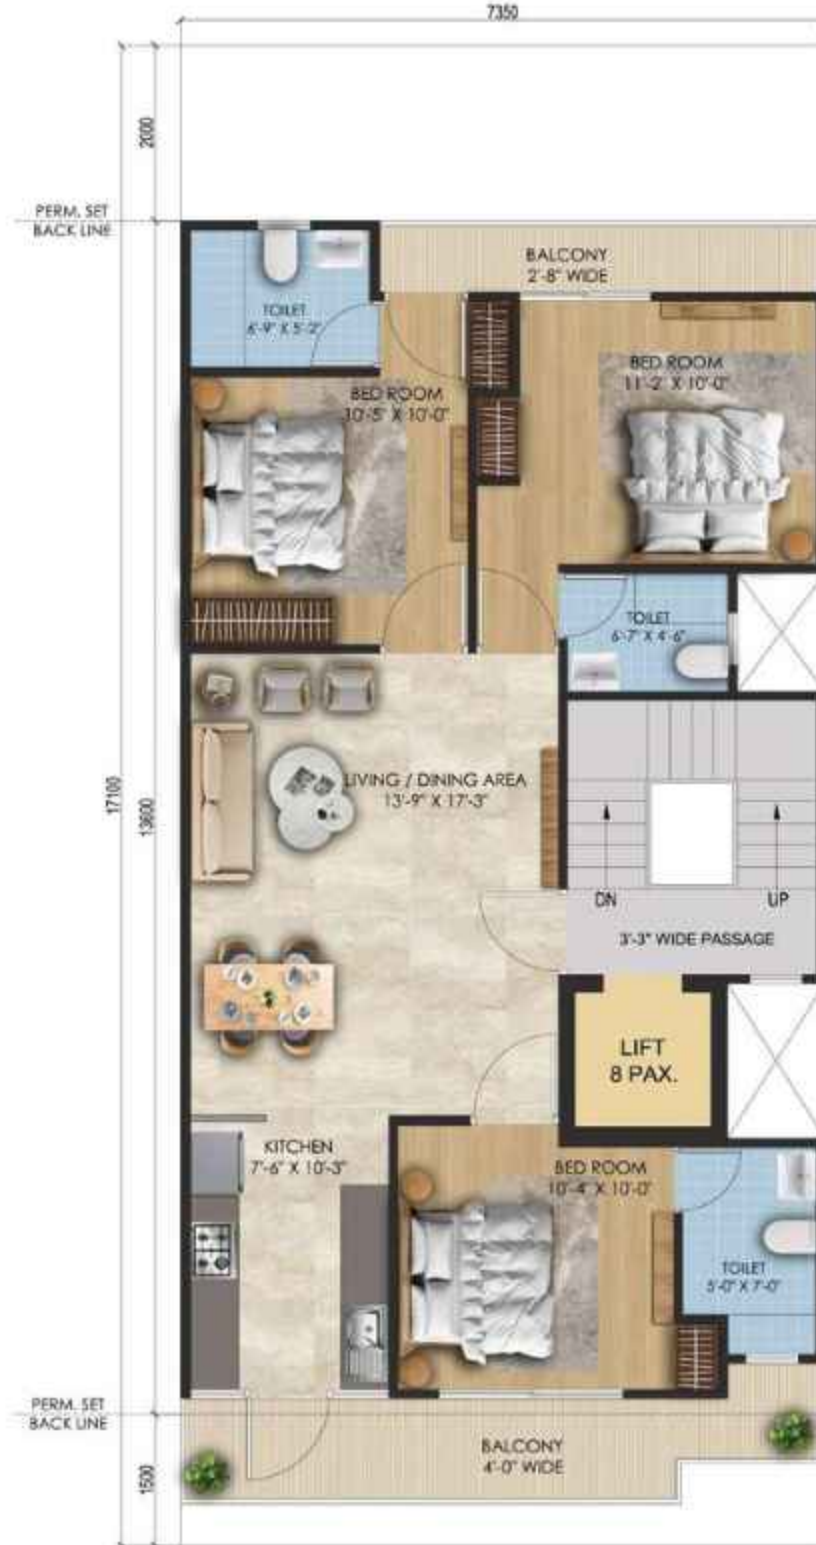 7350
2000
PERM. SET
BACK LINE
BALCONY
2'-8" WIDE
TOILET
6'-9" X 5'-2"
BED ROOM
11'-2" X 10'-0"
BED ROOM
10'-5" X 10'-0"
TOILET
6'-7" X 4'-6"
17100
13600
LIVING / DINING AREA
13'-9" X 17'-3"
DN
UP
3'-3" WIDE PASSAGE
LIFT
8 PAX.
KITCHEN
7'-6" X 10'-3"
BED ROOM
10'-4" X 10'-0"
TOILET
5'-0" X 7'-0"
PERM. SET
BACK LINE
BALCONY
4'-0" WIDE
1500